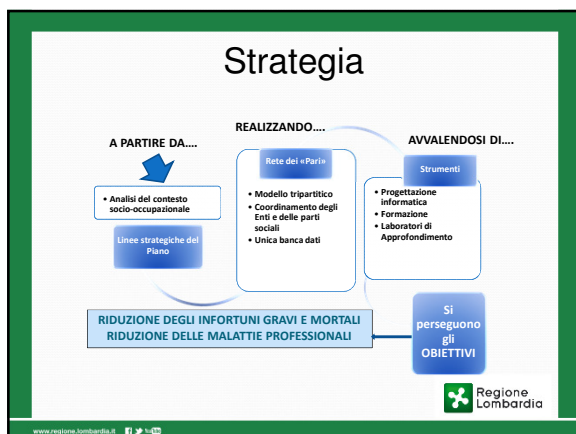 Strategia
A PARTIRE DA....
REALIZZANDO....
AVVALENDOSI DI....
• Analisi del contesto
socio-occupazionale
Linee strategiche del
Piano
Rete dei «Pari»
• Modello tripartitico
• Coordinamento degli
Enti e delle parti
sociali
• Unica banca dati
Strumenti
• Progettazione
informatica
• Formazione
• Laboratori di
Approfondimento
RIDUZIONE DEGLI INFORTUNI GRAVI E MORTALI
RIDUZIONE DELLE MALATTIE PROFESSIONALI
Si
perseguono
gli
OBIETTIVI
Regione
Lombardia
www.regione.lombardia.it